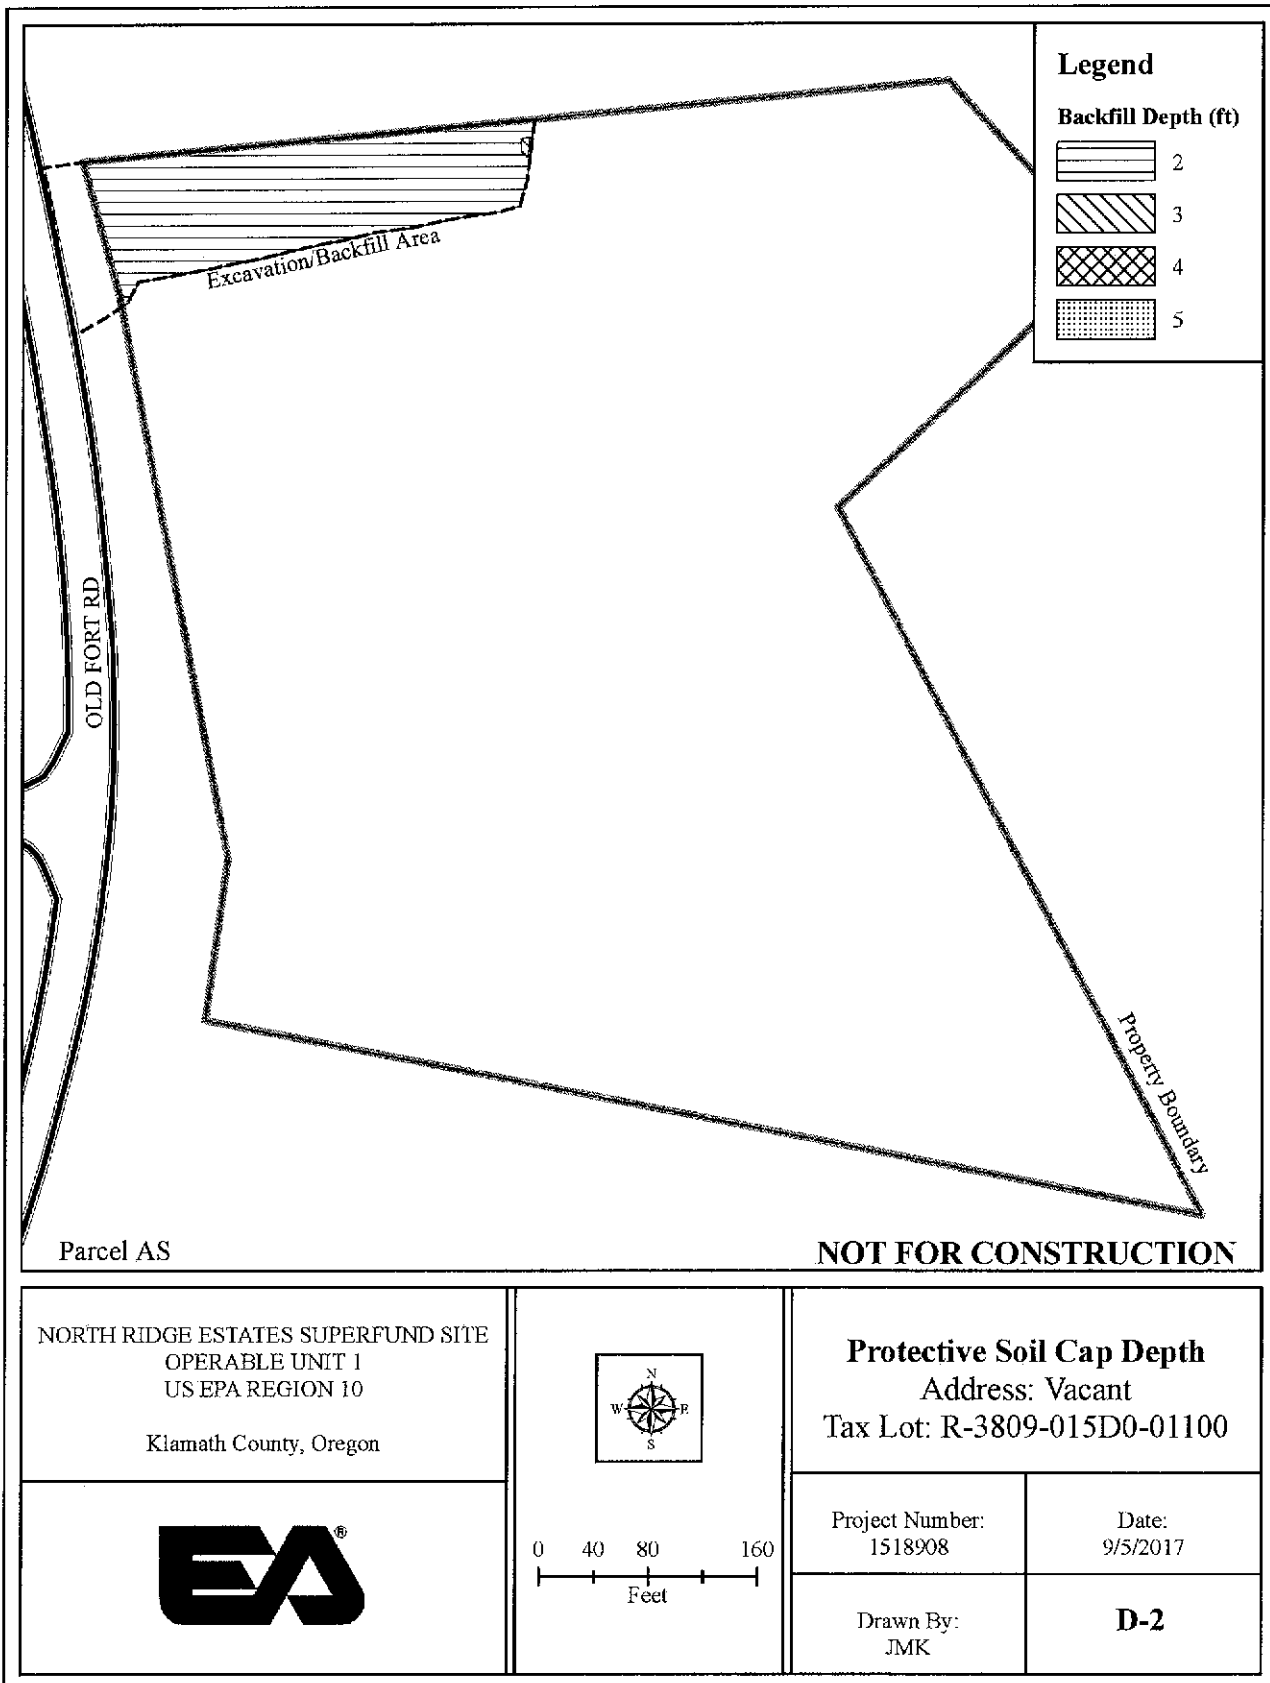 Legend
Backfill Depth (ft)
2
3
4
5
Excavation/Backfill Area
OLD FORT RD
Property Boundary
Parcel AS
NOT FOR CONSTRUCTION
NORTH RIDGE ESTATES SUPERFUND SITE
OPERABLE UNIT 1
US EPA REGION 10
Klamath County, Oregon
EA®
N
W E
S
0 40 80 160
Feet
Protective Soil Cap Depth
Address: Vacant
Tax Lot: R-3809-015D0-01100
Project Number:
1518908
Date:
9/5/2017
Drawn By:
JMK
D-2